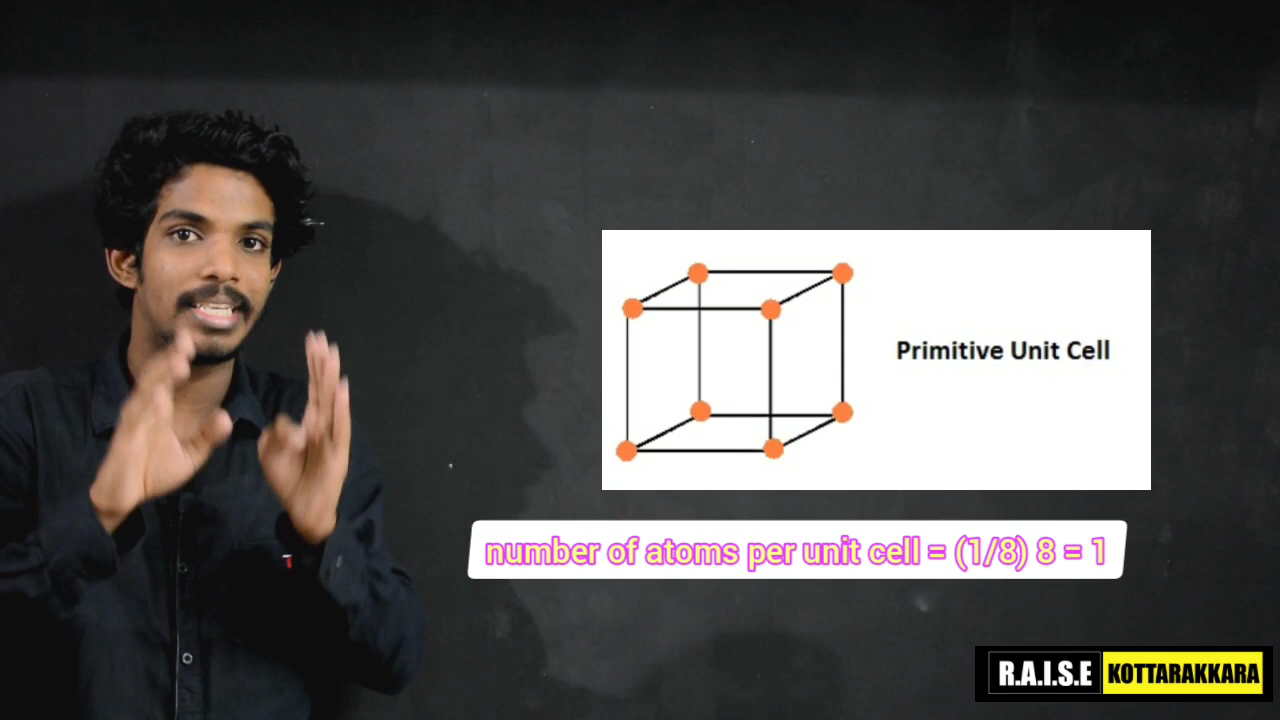 Primitive Unit Cell
number of atoms per unit cell = (1/8) 8 = 1
R.A.I.S.E KOTTARAKKARA